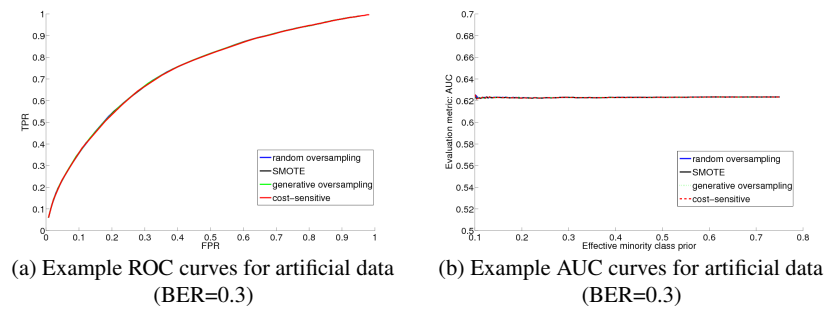 1
0.9
0.8
0.7
0.6
0.5
0.4
0.3
0.2
0.1
0
TPR
random oversampling
SMOTE
generative oversampling
cost-sensitive
0 0.1 0.2 0.3 0.4 0.5 0.6 0.7 0.8 0.9 1
FPR
(a) Example ROC curves for artificial data
(BER=0.3)
0.7
0.68
0.66
0.64
0.62
0.6
0.58
0.56
0.54
0.52
0.5
Evaluation metric: AUC
random oversampling
SMOTE
generative oversampling
cost-sensitive
0.1 0.2 0.3 0.4 0.5 0.6 0.7 0.8
Effective minority class prior
(b) Example AUC curves for artificial data
(BER=0.3)